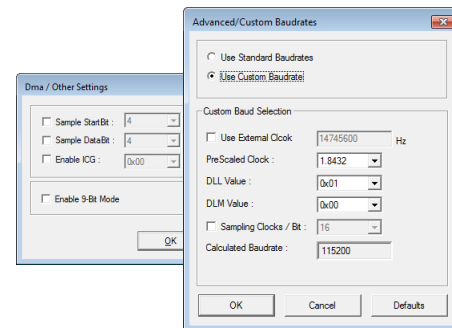 Advanced/Custom Baudrates
Use Standard Baudrates
Use Custom Baudrate
Custom Baud Selection
Use External Clcok 14745600 Hz
PreScaled Clock : 1.8432
DLL Value : 0x01
DLM Value : 0x00
Sampling Clocks / Bit : 16
Calculated Baudrate : 115200
OK Cancel Defaults
Dma / Other Settings
Sample StartBit : 4
Sample DataBit : 4
Enable ICG : 0x00
Enable 9-Bit Mode
OK